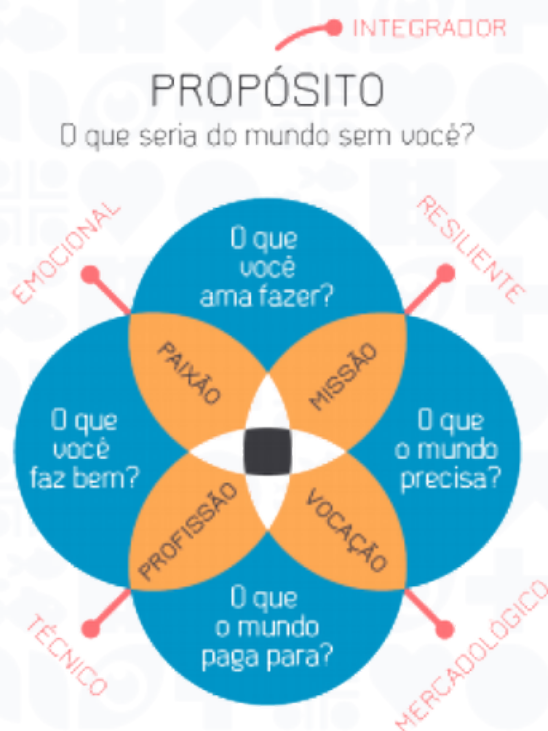 INTEGRADOR
PROPÓSITO
O que seria do mundo sem você?
EMOCIONAL
RESILIENTE
O que
você
ama fazer?
PAIXÃO
MISSÃO
O que
você
faz bem?
O que
o mundo
precisa?
PROFISSÃO
VOCAÇÃO
O que
o mundo
paga para?
TÉCNICO
MERCADOLÓGICO